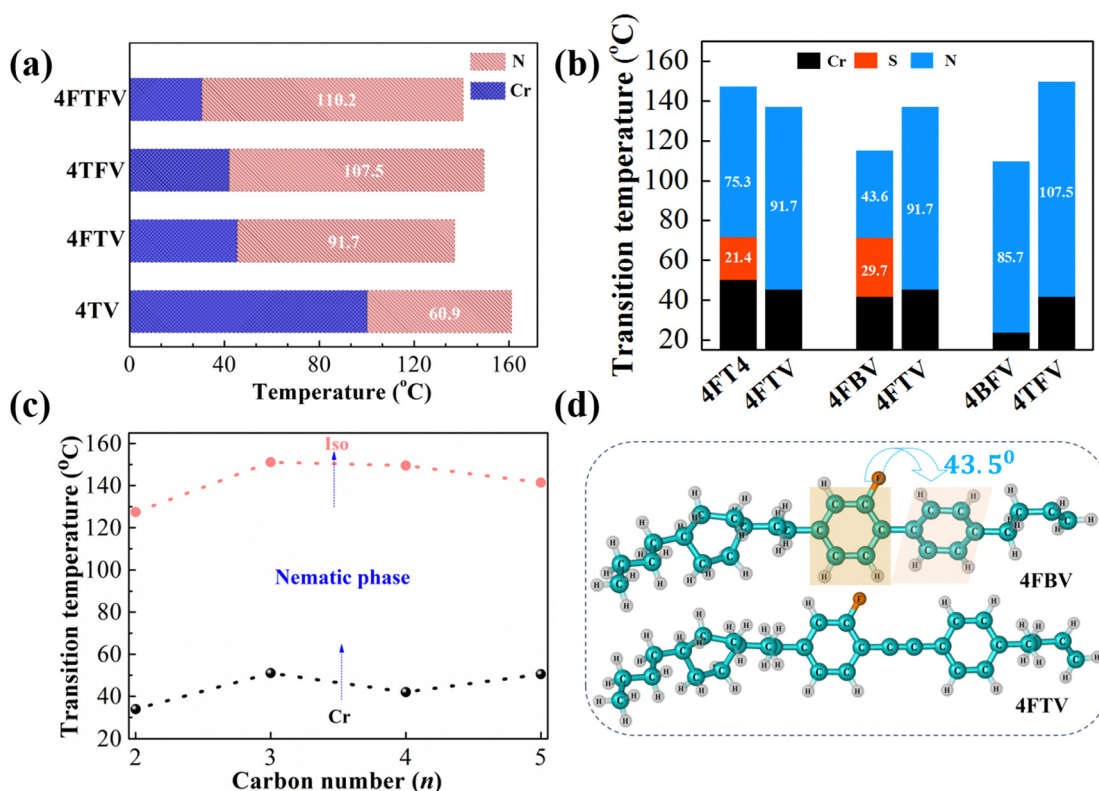 (a)
N
Cr
4FTFV
110.2
4TFV
107.5
4FTV
91.7
4TV
60.9
0 40 80 120 160
Temperature (°C)
(b)
Transition temperature (°C)
160
140
120
100
80
60
40
20
Cr S N
75.3
21.4
91.7
43.6
29.7
91.7
85.7
107.5
4FT4 4FTV 4FBV 4FTV 4BFV 4TFV
(c)
Transition temperature (°C)
160
140
120
100
80
60
40
20
Iso
Nematic phase
Cr
2 3 4 5
Carbon number (n)
(d)
43.5⁰
F
4FBV
F
4FTV